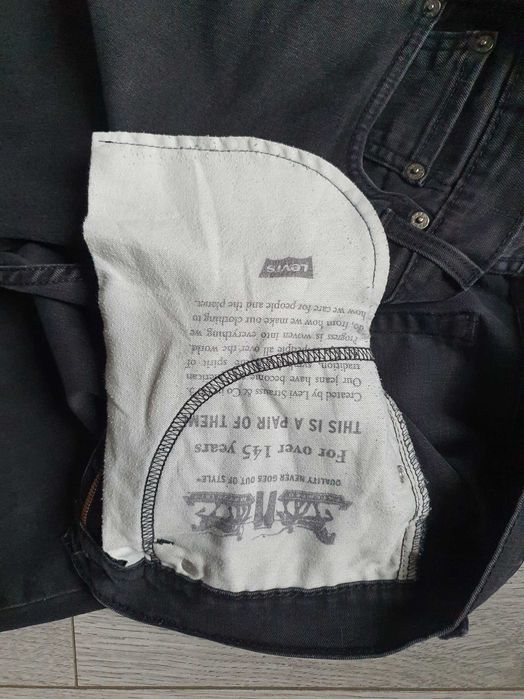 QUALITY NEVER GOES OUT OF STYLE®
For over 145 years
THIS IS A PAIR OF THEM
Created by Levi Strauss & Co
Our jeans have become American
tradition, spirit of
people all over the world.
Progress is woven into everything we
do, from how we make our clothing to
how we care for people and the planet.
LEVI'S